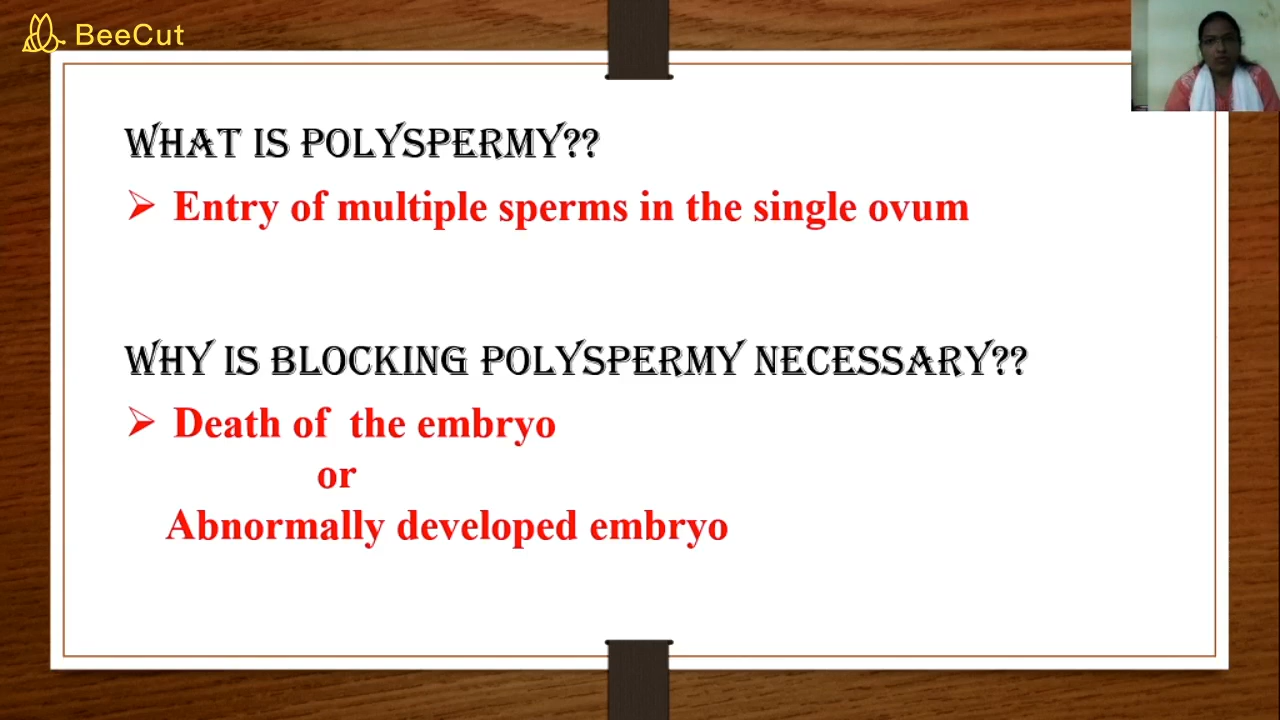 BeeCut
WHAT IS POLYSPERMY??
➢ Entry of multiple sperms in the single ovum
WHY IS BLOCKING POLYSPERMY NECESSARY??
➢ Death of the embryo
or
Abnormally developed embryo